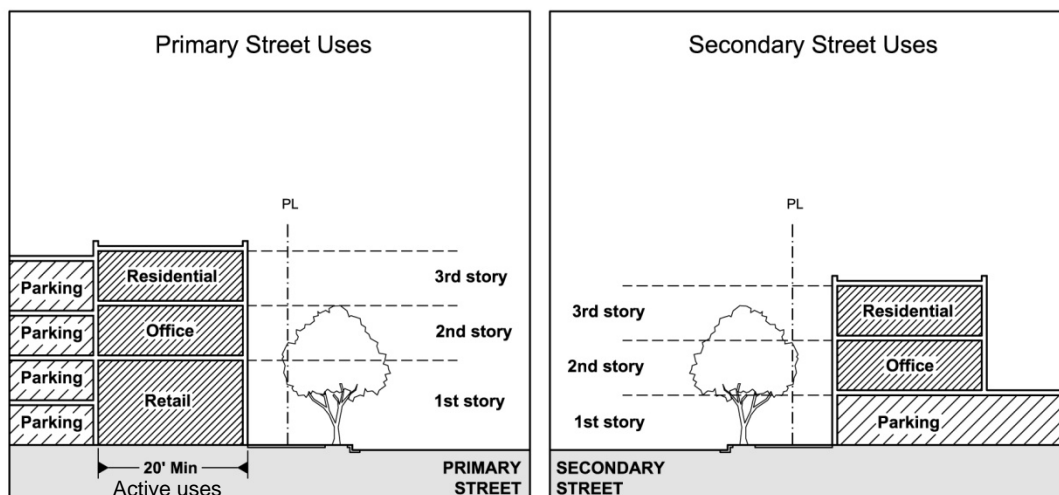 Primary Street Uses
PL
Residential
3rd story
Parking
Office
2nd story
Parking
Parking
Retail
1st story
Parking
20' Min
Active uses
PRIMARY
STREET
Secondary Street Uses
PL
3rd story
Residential
2nd story
Office
1st story
Parking
SECONDARY
STREET